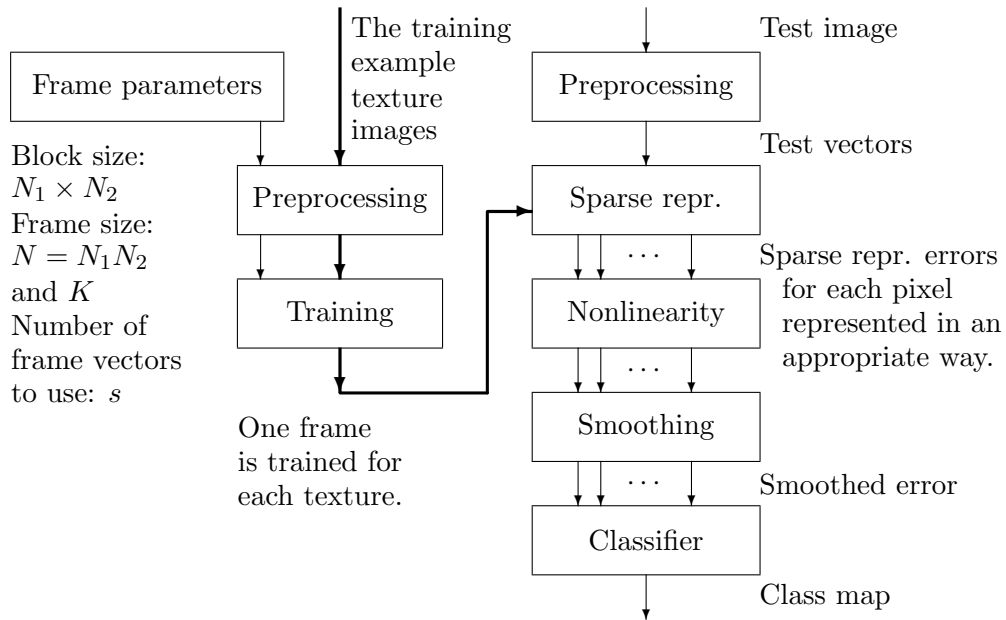 Frame parameters
Block size:
N₁ × N₂
Frame size:
N = N₁N₂
and K
Number of
frame vectors
to use: s
The training
example
texture
images
Preprocessing
Training
One frame
is trained for
each texture.
Test image
Preprocessing
Test vectors
Sparse repr.
· · ·
Sparse repr. errors
for each pixel
represented in an
appropriate way.
Nonlinearity
· · ·
Smoothing
· · ·
Smoothed error
Classifier
Class map